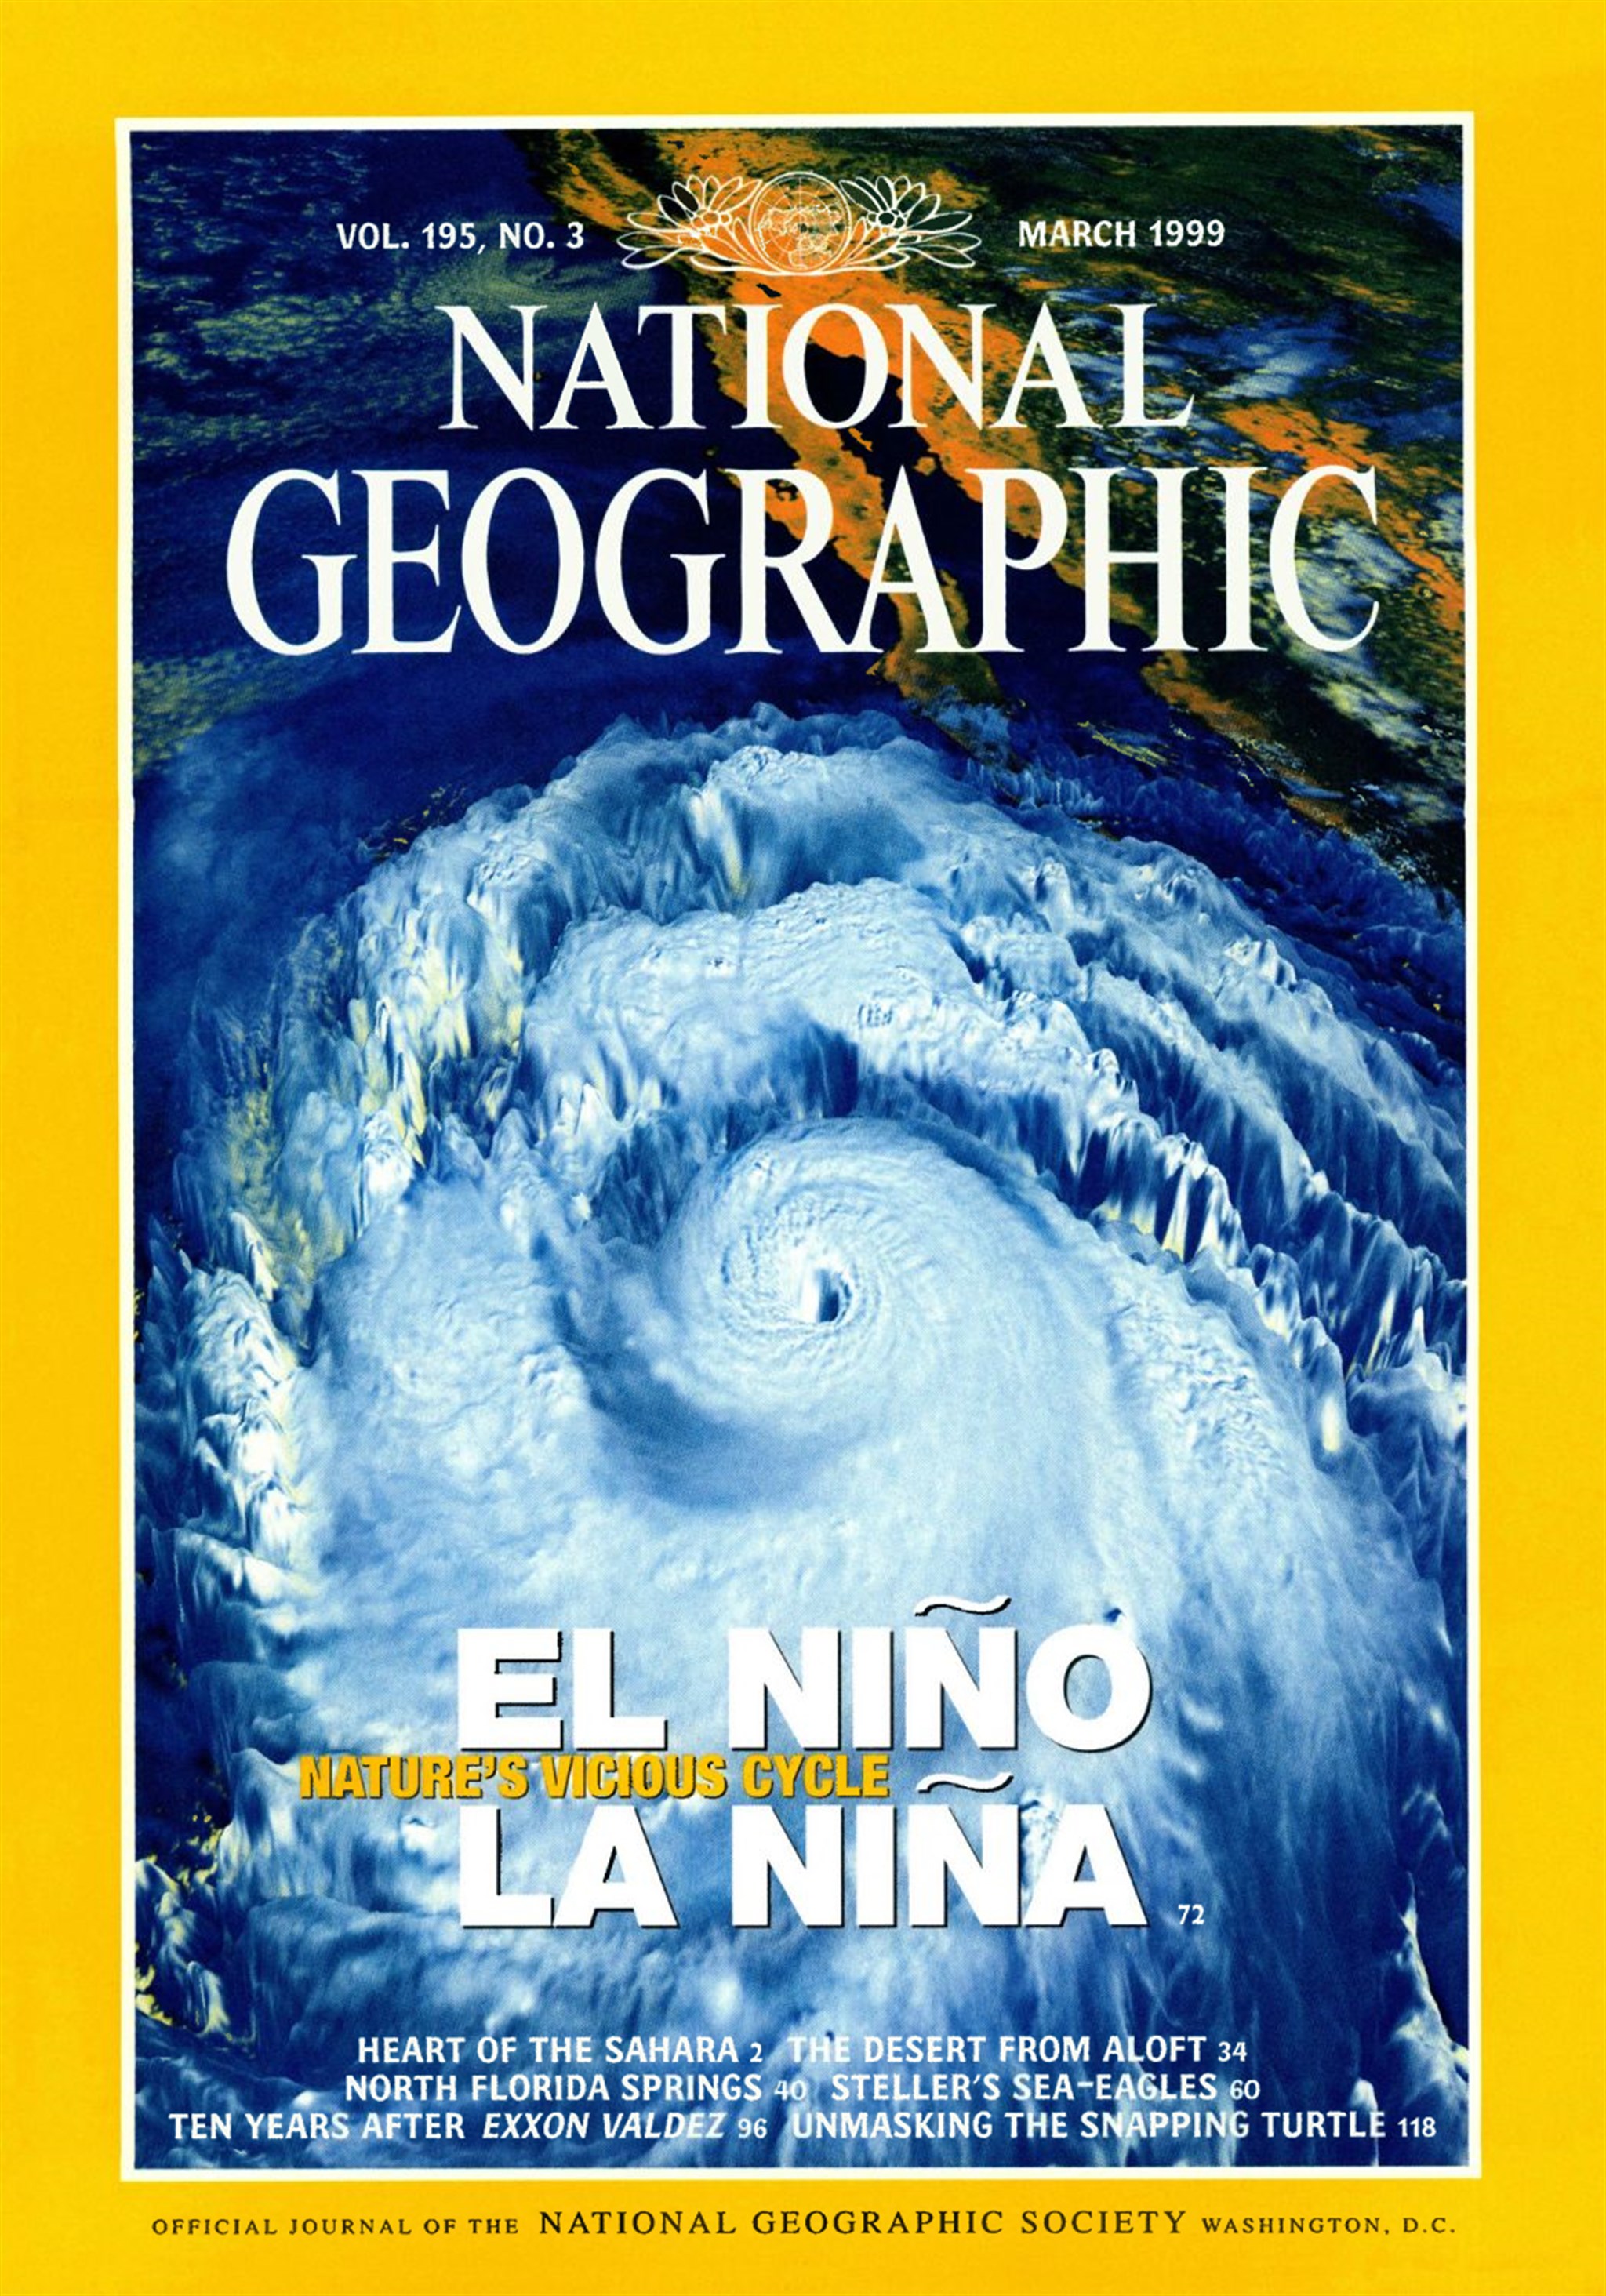 VOL. 195, NO. 3
MARCH 1999
NATIONAL
GEOGRAPHIC
EL NIÑO
NATURE'S VICIOUS CYCLE
LA NIÑA 72
HEART OF THE SAHARA 2 THE DESERT FROM ALOFT 34
NORTH FLORIDA SPRINGS 40 STELLER'S SEA-EAGLES 60
TEN YEARS AFTER EXXON VALDEZ 96 UNMASKING THE SNAPPING TURTLE 118
OFFICIAL JOURNAL OF THE NATIONAL GEOGRAPHIC SOCIETY WASHINGTON, D.C.